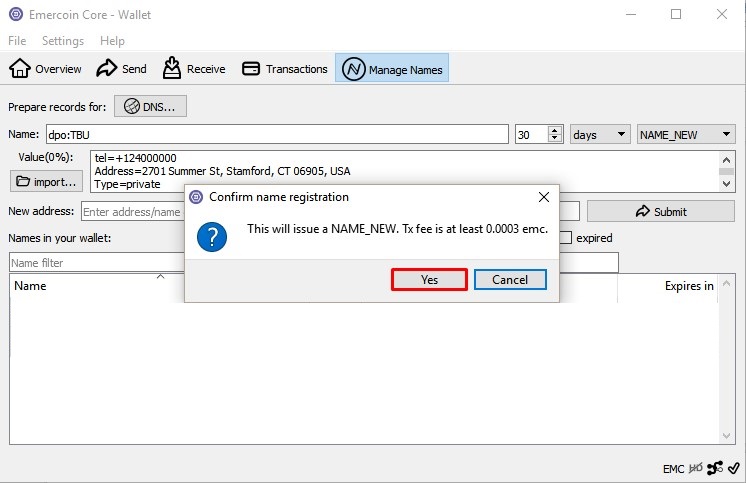 Emercoin Core - Wallet
File Settings Help
Overview Send Receive Transactions Manage Names
Prepare records for: DNS...
Name: dpo:TBU 30 days NAME_NEW
Value(0%): tel=+124000000
Address=2701 Summer St, Stamford, CT 06905, USA
import... Type=private
New address: Enter address/name Submit
Names in your wallet: expired
Name filter
Name Expires in
Confirm name registration
? This will issue a NAME_NEW. Tx fee is at least 0.0003 emc.
Yes Cancel
EMC HD